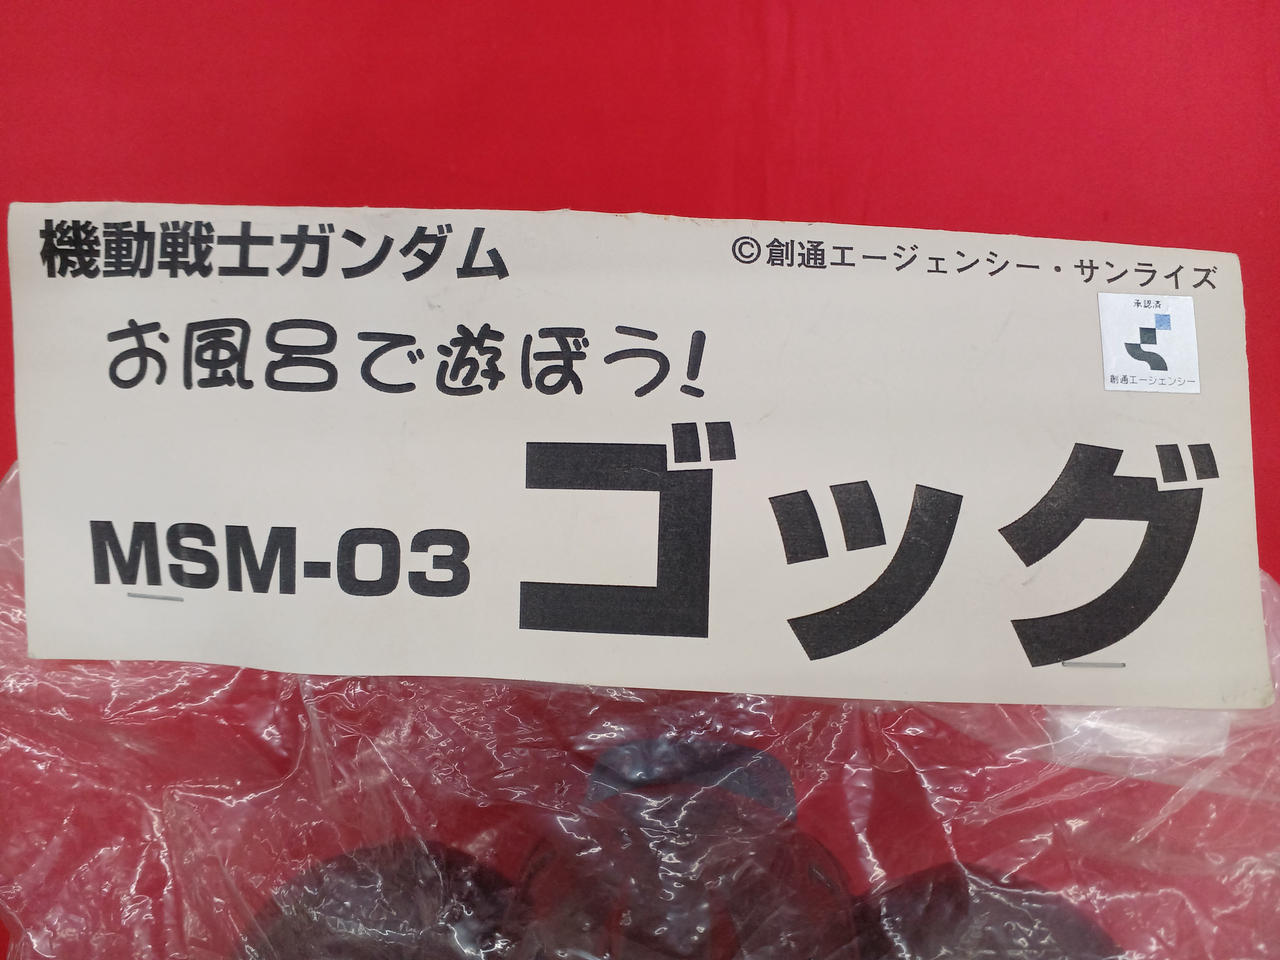 機動戦士ガンダム
©創通エージェンシー・サンライズ
承認済
創通エージェンシー
お風呂で遊ぼう!
MSM-03 ゴッグ